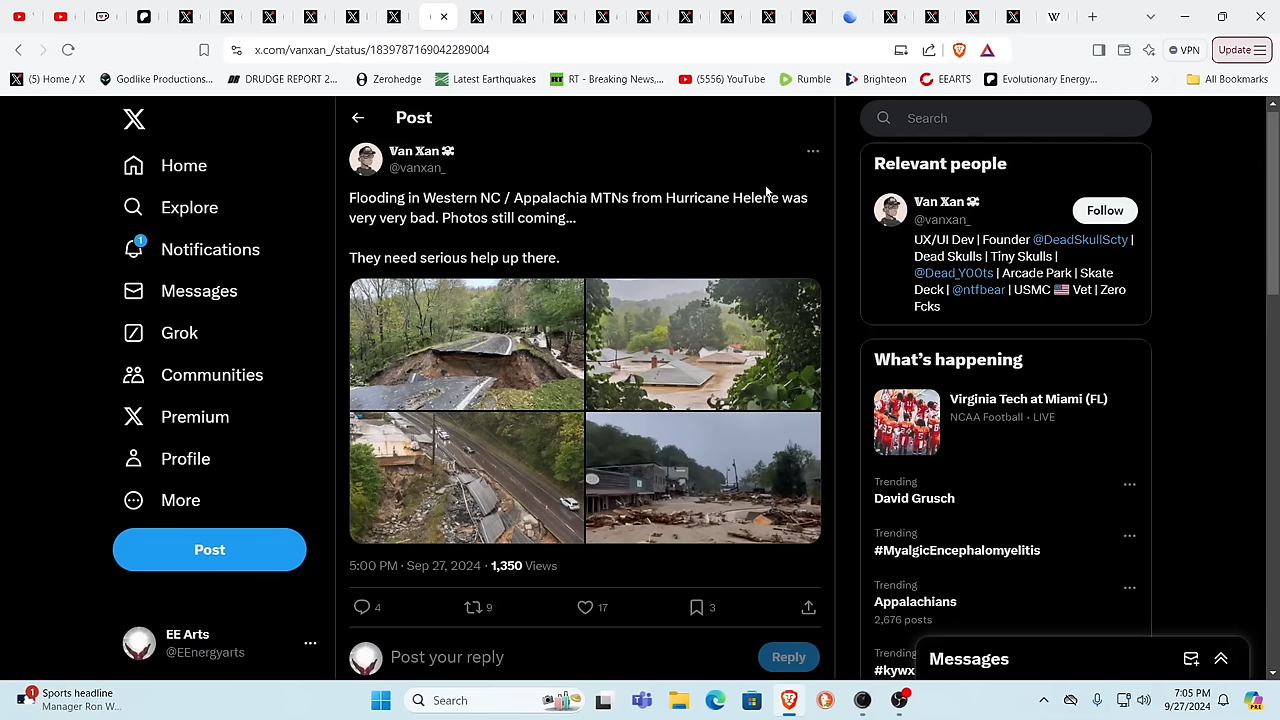 x.com/vanxan_/status/1839787169042289004
VPN
Update
(5) Home / X
Godlike Productions...
DRUDGE REPORT 2...
Zerohedge
Latest Earthquakes
RT - Breaking News,...
(5556) YouTube
Rumble
Brighteon
EEARTS
Evolutionary Energy...
All Bookmarks
Home
Explore
1
Notifications
Messages
Grok
Communities
Premium
Profile
More
Post
EE Arts
@EEnergyarts
Post
Van Xan
@vanxan_
Flooding in Western NC / Appalachia MTNs from Hurricane Helene was
very very bad. Photos still coming...
They need serious help up there.
5:00 PM · Sep 27, 2024 · 1,350 Views
4
9
17
3
Post your reply
Reply
Search
Relevant people
Van Xan
@vanxan_
Follow
UX/UI Dev | Founder @DeadSkullScty |
Dead Skulls | Tiny Skulls |
@Dead_Y00ts | Arcade Park | Skate
Deck | @ntfbear | USMC 🇺🇸 Vet | Zero
Fcks
What's happening
Virginia Tech at Miami (FL)
NCAA Football · LIVE
Trending
David Grusch
Trending
#MyalgicEncephalomyelitis
Trending
Appalachians
2,676 posts
Trending
#kywx
Messages
1
Sports headline
Manager Ron W...
Search
7:05 PM
9/27/2024